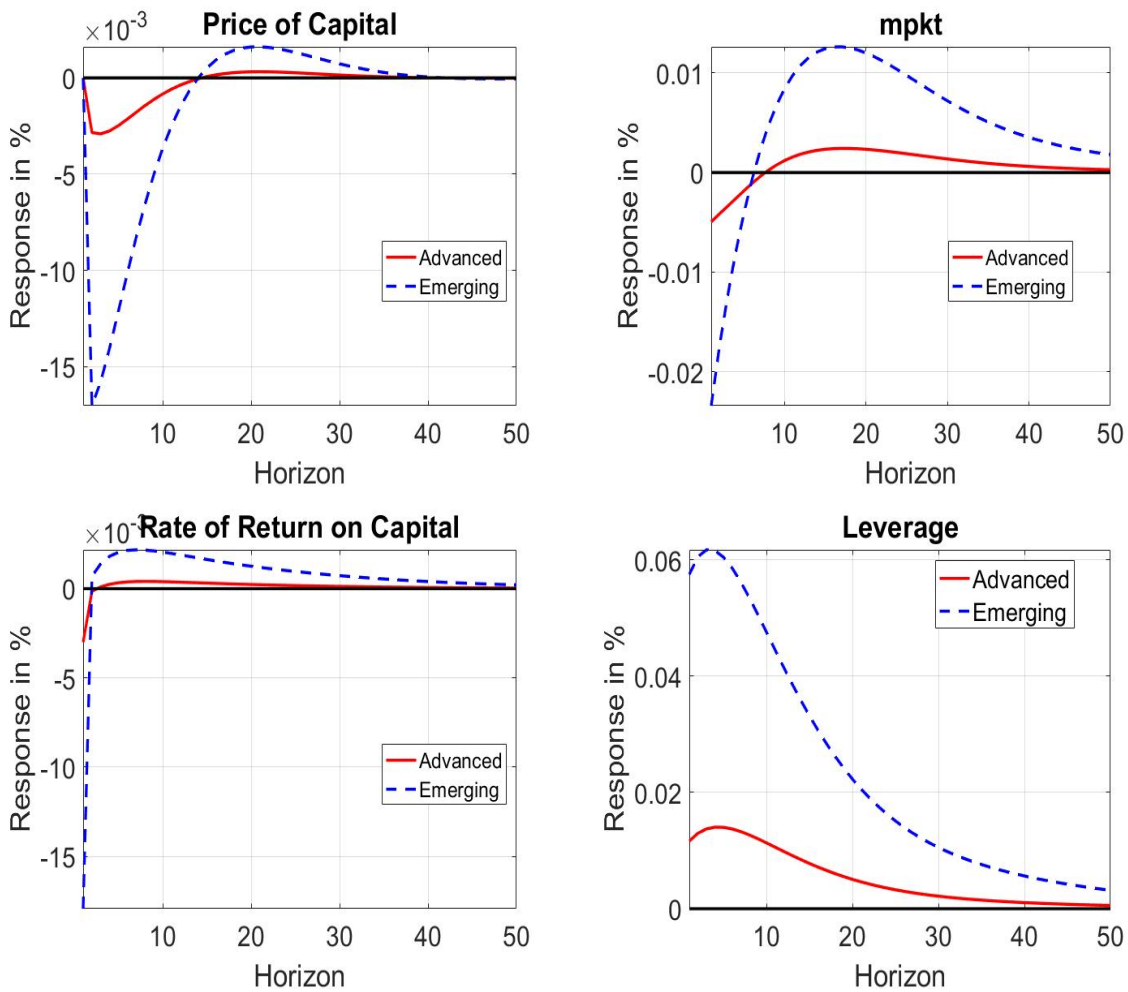 ×10⁻³ Price of Capital
0
-5
-10
-15
Response in %
Advanced
Emerging
10 20 30 40 50
Horizon
mpkt
0.01
0
-0.01
-0.02
Response in %
Advanced
Emerging
10 20 30 40 50
Horizon
×10⁻³ Rate of Return on Capital
0
-5
-10
-15
Response in %
Advanced
Emerging
10 20 30 40 50
Horizon
Leverage
0.06
0.04
0.02
0
Response in %
Advanced
Emerging
10 20 30 40 50
Horizon